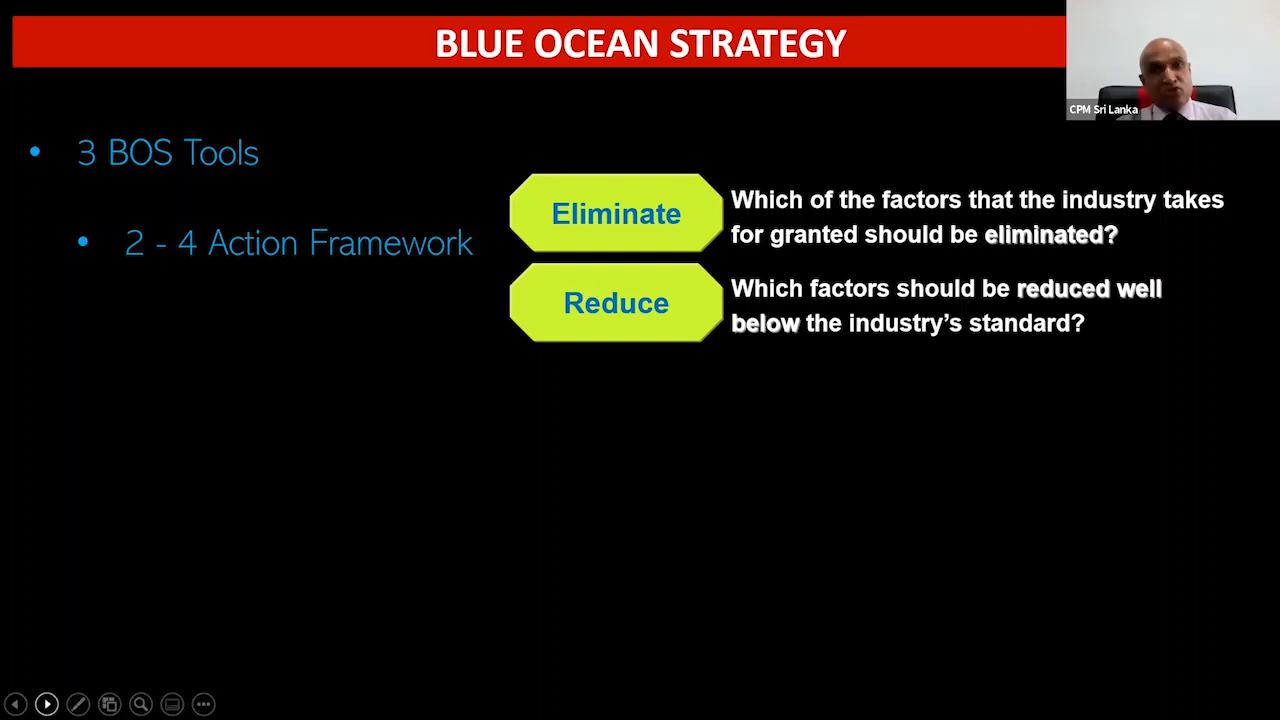 BLUE OCEAN STRATEGY
CPM Sri Lanka
• 3 BOS Tools
• 2 - 4 Action Framework
Eliminate
Which of the factors that the industry takes
for granted should be eliminated?
Reduce
Which factors should be reduced well
below the industry’s standard?